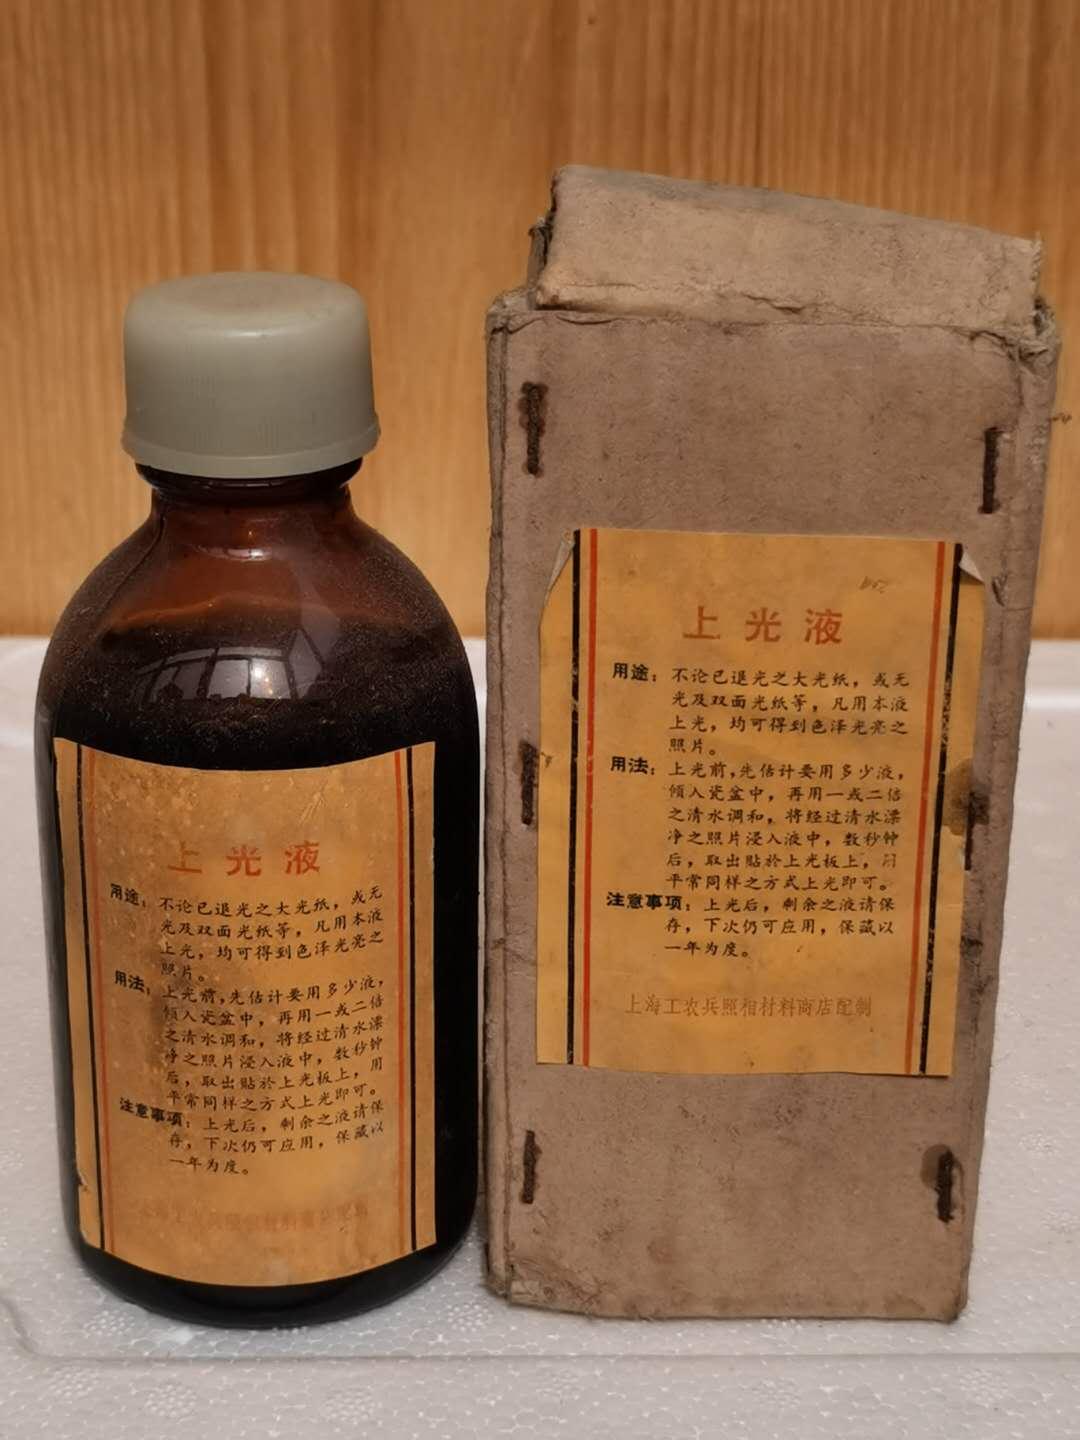 上光液
用途：不论已退光之大光纸，或无
光及双面光纸等，凡用本液
上光，均可得到色泽光亮之
照片。
用法：上光前，先估计要用多少液，
倾入瓷盆中，再用一或二倍
之清水调和，将经过清水漂
净之照片浸入液中，数秒钟
后，取出贴於上光板上，用
平常同样之方式上光即可。
注意事项：上光后，剩余之液请保
存，下次仍可应用，保藏以
一年为度。
上海工农兵照相材料商店配制
上光液
用途：不论已退光之大光纸，或无
光及双面光纸等，凡用本液
上光，均可得到色泽光亮之
照片。
用法：上光前，先估计要用多少液，
倾入瓷盆中，再用一或二倍
之清水调和，将经过清水漂
净之照片浸入液中，数秒钟
后，取出貼於上光板上，
平常同样之方式上光即可。
注意事项：上光后，剩余之液请保
存，下次仍可应用，保藏以
一年为度。
上海工农兵照相材料商店配制